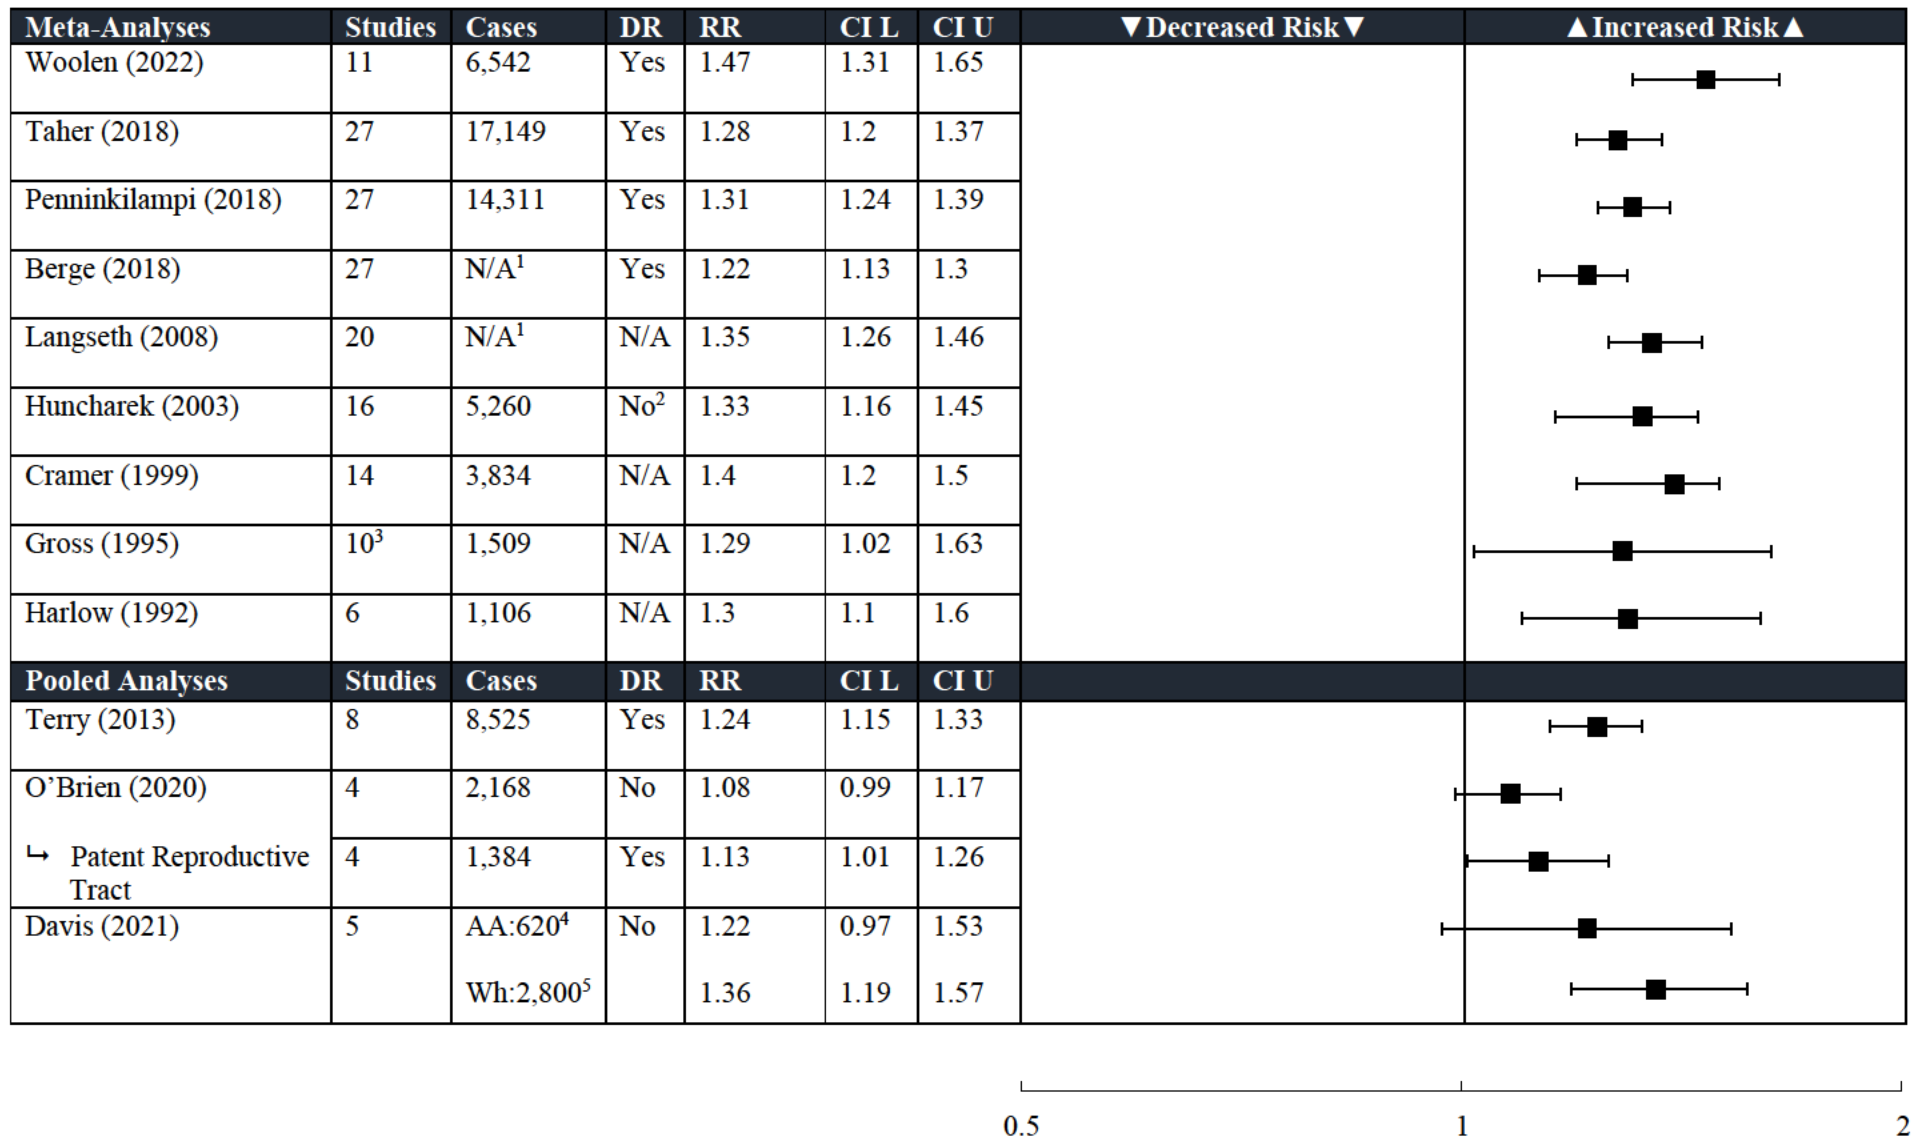 Meta-Analyses Studies Cases DR RR CI L CI U ▼Decreased Risk▼ ▲Increased Risk▲
Woolen (2022) 11 6,542 Yes 1.47 1.31 1.65
Taher (2018) 27 17,149 Yes 1.28 1.2 1.37
Penninkilampi (2018) 27 14,311 Yes 1.31 1.24 1.39
Berge (2018) 27 N/A¹ Yes 1.22 1.13 1.3
Langseth (2008) 20 N/A¹ N/A 1.35 1.26 1.46
Huncharek (2003) 16 5,260 No² 1.33 1.16 1.45
Cramer (1999) 14 3,834 N/A 1.4 1.2 1.5
Gross (1995) 10³ 1,509 N/A 1.29 1.02 1.63
Harlow (1992) 6 1,106 N/A 1.3 1.1 1.6
Pooled Analyses Studies Cases DR RR CI L CI U
Terry (2013) 8 8,525 Yes 1.24 1.15 1.33
O’Brien (2020) 4 2,168 No 1.08 0.99 1.17
↪ Patent Reproductive 4 1,384 Yes 1.13 1.01 1.26
Tract
Davis (2021) 5 AA:620⁴ No 1.22 0.97 1.53
Wh:2,800⁵ 1.36 1.19 1.57
0.5 1 2